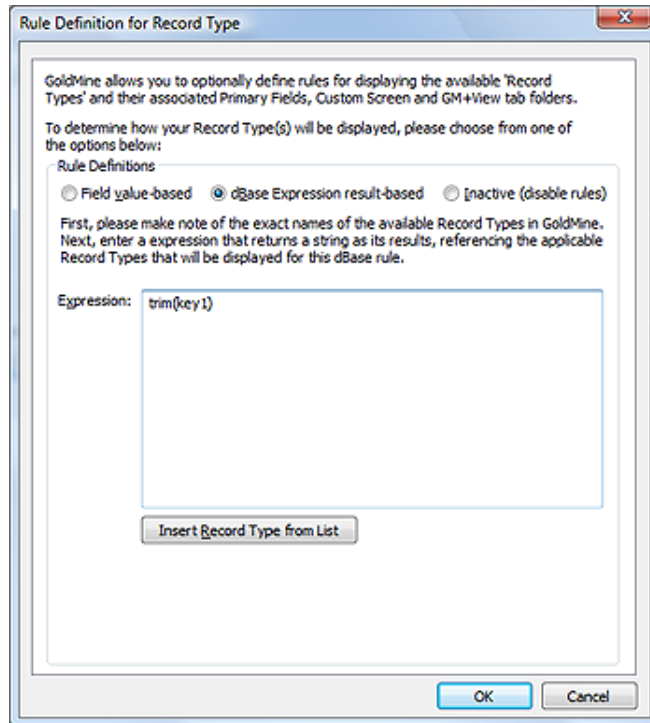 Rule Definition for Record Type
GoldMine allows you to optionally define rules for displaying the available 'Record
Types' and their associated Primary Fields, Custom Screen and GM+View tab folders.
To determine how your Record Type(s) will be displayed, please choose from one of
the options below:
Rule Definitions
Field value-based dBase Expression result-based Inactive (disable rules)
First, please make note of the exact names of the available Record Types in GoldMine.
Next, enter a expression that returns a string as its results, referencing the applicable
Record Types that will be displayed for this dBase rule.
Expression: trim(key1)
Insert Record Type from List
OK Cancel